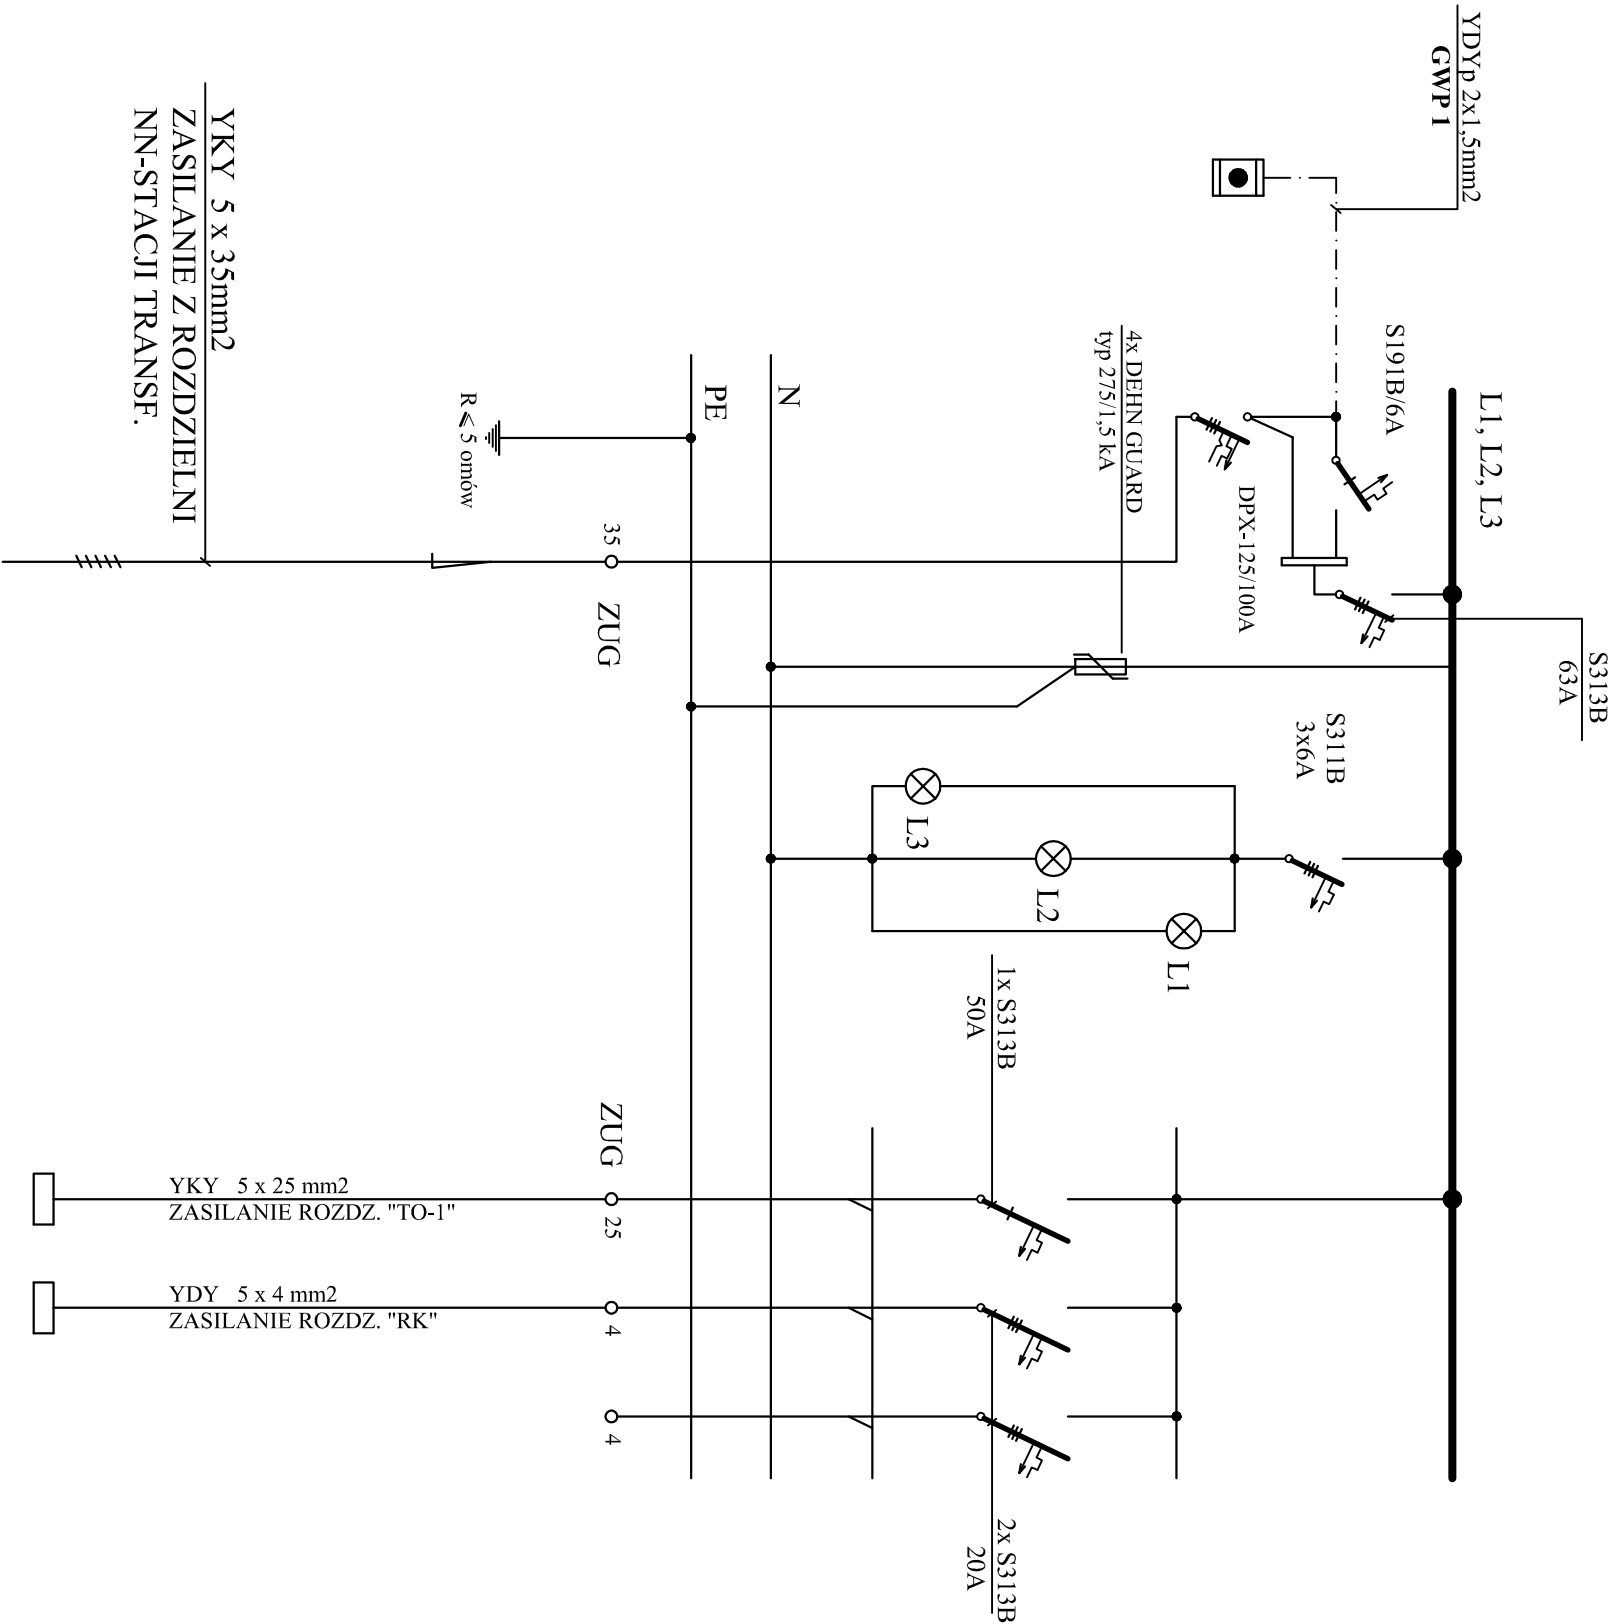 YDYp 2x1,5mm2
GWP 1
S191B/6A
L1, L2, L3
S313B
63A
DPX-125/100A
4x DEHN GUARD
typ 275/1,5 kA
S311B
3x6A
N
PE
R ⩽ 5 omów
35
ZUG
YKY 5 x 35mm2
ZASILANIE Z ROZDZIELNI
NN-STACJI TRANSF.
L3
L2
L1
1x S313B
50A
2x S313B
20A
ZUG
25
4
4
YKY 5 x 25 mm2
ZASILANIE ROZDZ. "TO-1"
YDY 5 x 4 mm2
ZASILANIE ROZDZ. "RK"